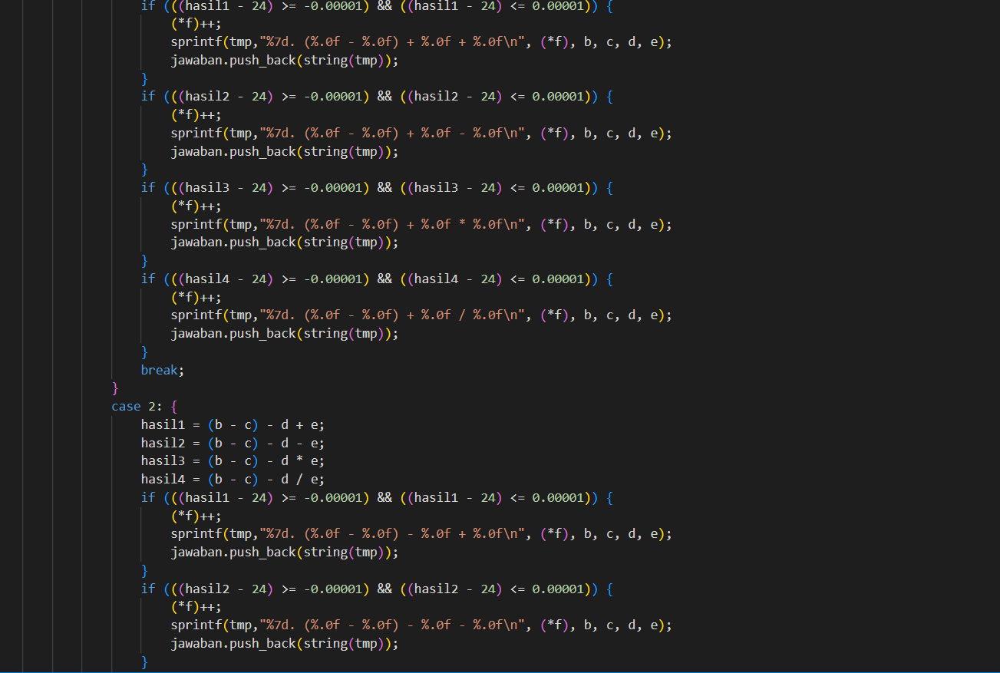 if (((hasil1 - 24) >= -0.00001) && ((hasil1 - 24) <= 0.00001)) {
(*f)++;
sprintf(tmp,"%7d. (%.0f - %.0f) + %.0f + %.0f\n", (*f), b, c, d, e);
jawaban.push_back(string(tmp));
}
if (((hasil2 - 24) >= -0.00001) && ((hasil2 - 24) <= 0.00001)) {
(*f)++;
sprintf(tmp,"%7d. (%.0f - %.0f) + %.0f - %.0f\n", (*f), b, c, d, e);
jawaban.push_back(string(tmp));
}
if (((hasil3 - 24) >= -0.00001) && ((hasil3 - 24) <= 0.00001)) {
(*f)++;
sprintf(tmp,"%7d. (%.0f - %.0f) + %.0f * %.0f\n", (*f), b, c, d, e);
jawaban.push_back(string(tmp));
}
if (((hasil4 - 24) >= -0.00001) && ((hasil4 - 24) <= 0.00001)) {
(*f)++;
sprintf(tmp,"%7d. (%.0f - %.0f) + %.0f / %.0f\n", (*f), b, c, d, e);
jawaban.push_back(string(tmp));
}
break;
}
case 2: {
hasil1 = (b - c) - d + e;
hasil2 = (b - c) - d - e;
hasil3 = (b - c) - d * e;
hasil4 = (b - c) - d / e;
if (((hasil1 - 24) >= -0.00001) && ((hasil1 - 24) <= 0.00001)) {
(*f)++;
sprintf(tmp,"%7d. (%.0f - %.0f) - %.0f + %.0f\n", (*f), b, c, d, e);
jawaban.push_back(string(tmp));
}
if (((hasil2 - 24) >= -0.00001) && ((hasil2 - 24) <= 0.00001)) {
(*f)++;
sprintf(tmp,"%7d. (%.0f - %.0f) - %.0f - %.0f\n", (*f), b, c, d, e);
jawaban.push_back(string(tmp));
}